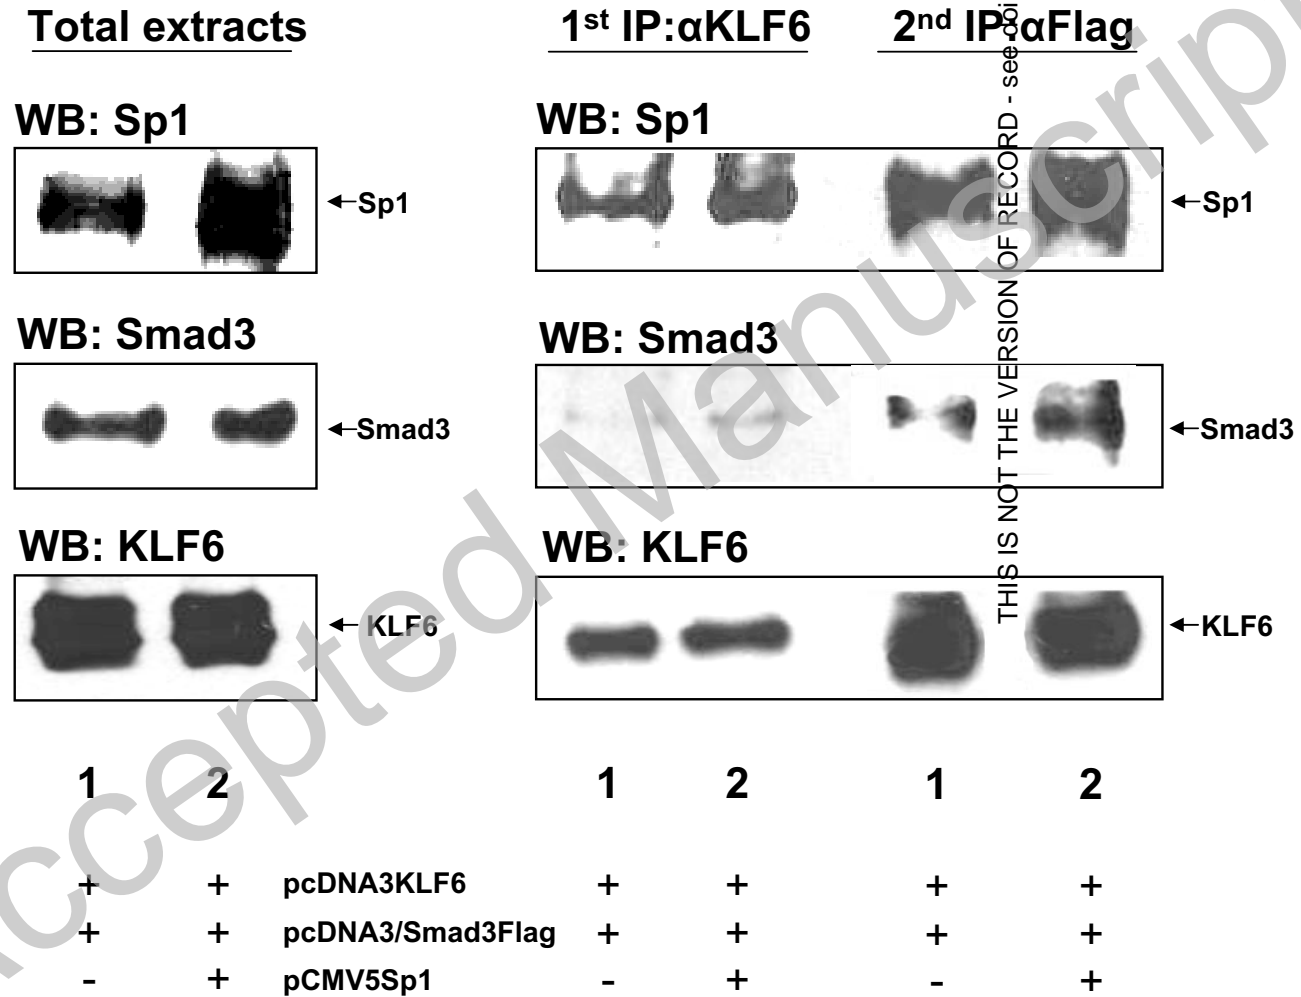 Total extracts
1st IP:αKLF6
2nd IP:αFlag
WB: Sp1
WB: Sp1
←Sp1
←Sp1
WB: Smad3
WB: Smad3
←Smad3
←Smad3
WB: KLF6
WB: KLF6
← KLF6
←KLF6
1 2 1 2 1 2
+ + pcDNA3KLF6 + + + +
+ + pcDNA3/Smad3Flag + + + +
- + pCMV5Sp1 - + - +
THIS IS NOT THE VERSION OF RECORD - see doi
Accepted Manuscrip